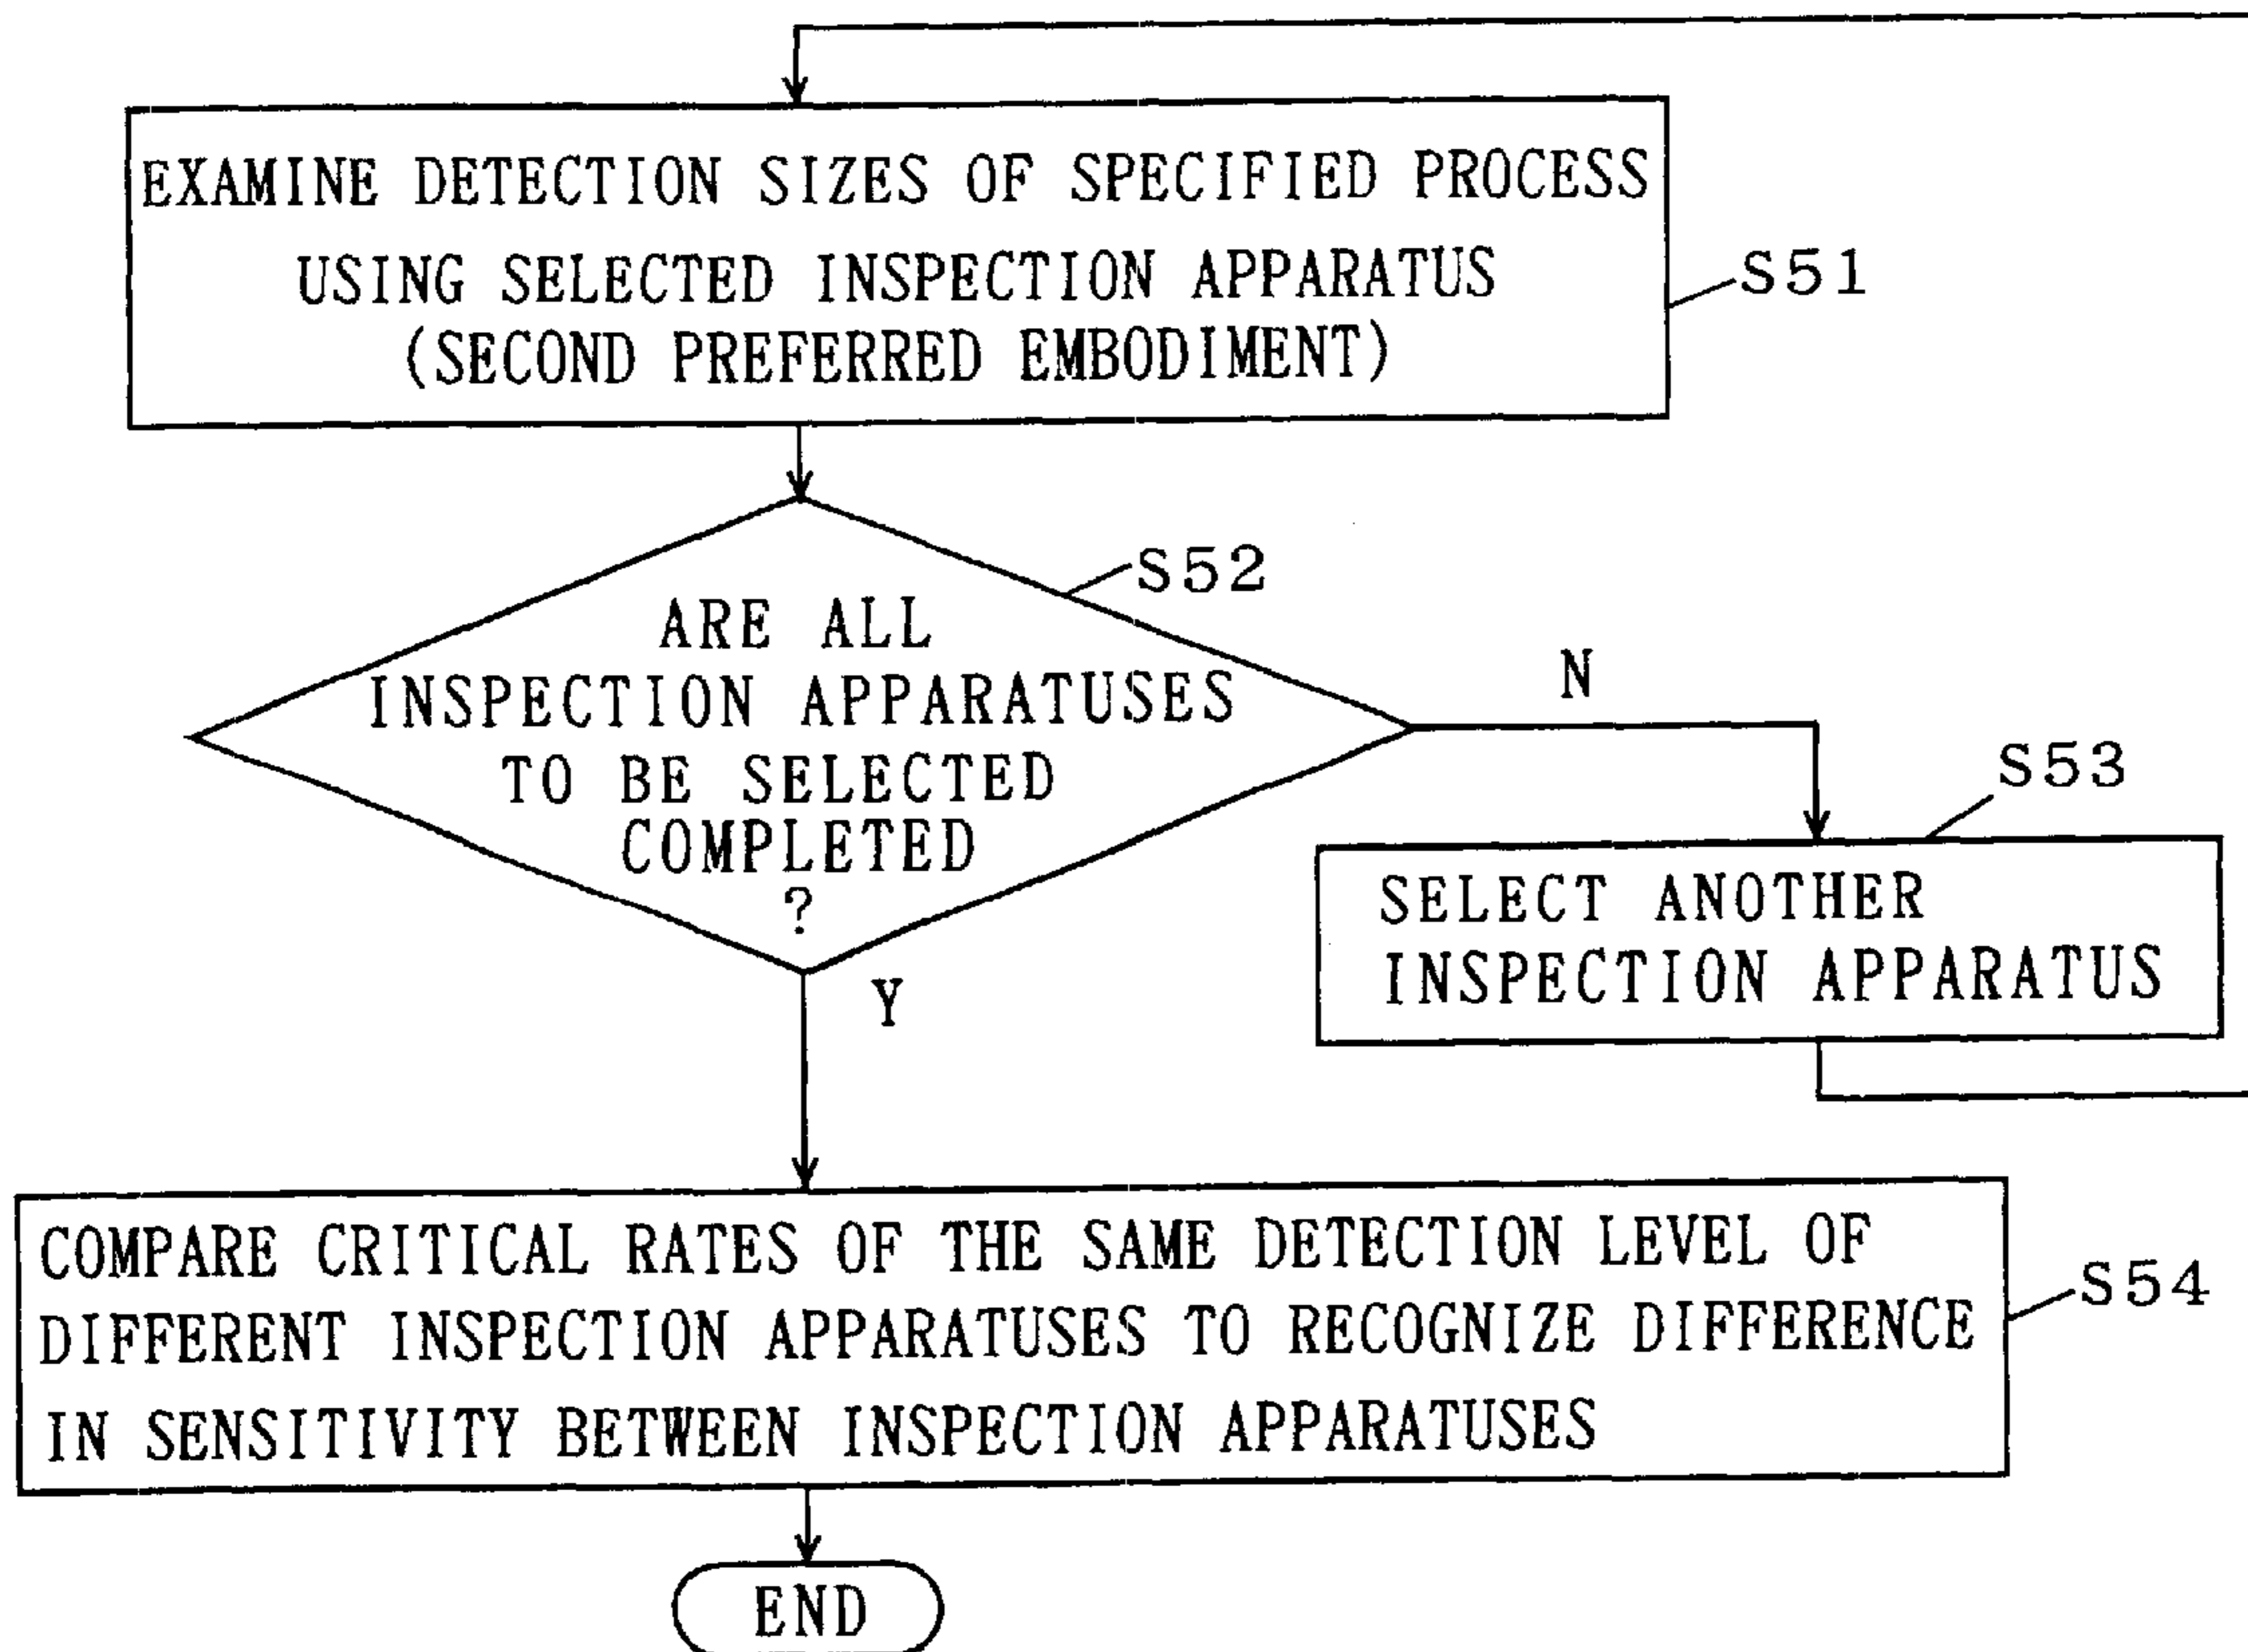 EXAMINE DETECTION SIZES OF SPECIFIED PROCESS
USING SELECTED INSPECTION APPARATUS
(SECOND PREFERRED EMBODIMENT)
S51
S52
ARE ALL
INSPECTION APPARATUSES
TO BE SELECTED
COMPLETED
?
N
S53
SELECT ANOTHER
INSPECTION APPARATUS
Y
COMPARE CRITICAL RATES OF THE SAME DETECTION LEVEL OF
DIFFERENT INSPECTION APPARATUSES TO RECOGNIZE DIFFERENCE
IN SENSITIVITY BETWEEN INSPECTION APPARATUSES
S54
END